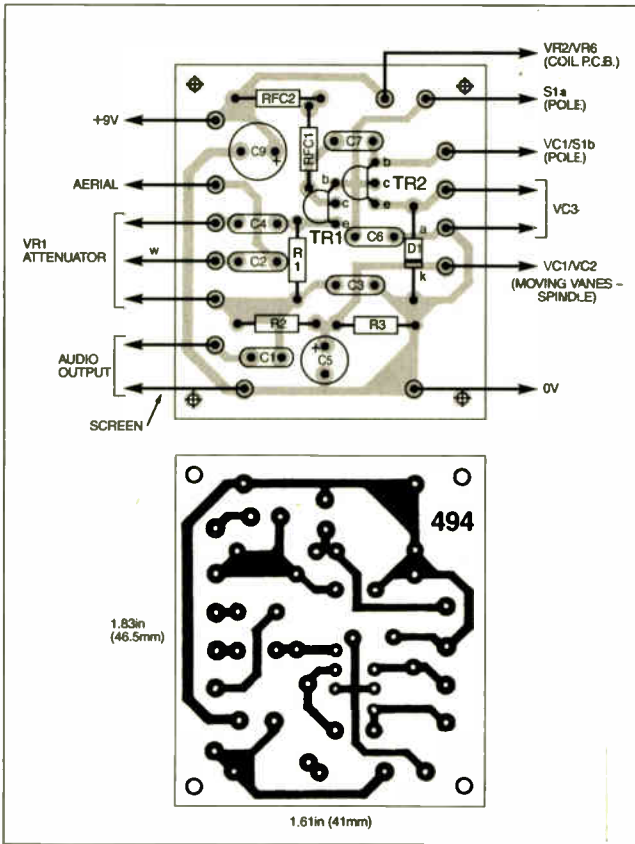 VR2/VR6
(COIL P.C.B.)
S1a
(POLE)
+9V
RFC2
RFC1
C9
+
C7
b
VC1/S1b
(POLE)
AERIAL
b
c
TR2
c
e
VC3
VR1
ATTENUATOR
w
C4
e
TR1
C6
a
D1
C2
R1
k
C3
VC1/VC2
(MOVING VANES –
SPINDLE)
R2
R3
AUDIO
OUTPUT
C1
+
C5
0V
SCREEN
494
1.83in
(46.5mm)
1.61in (41mm)